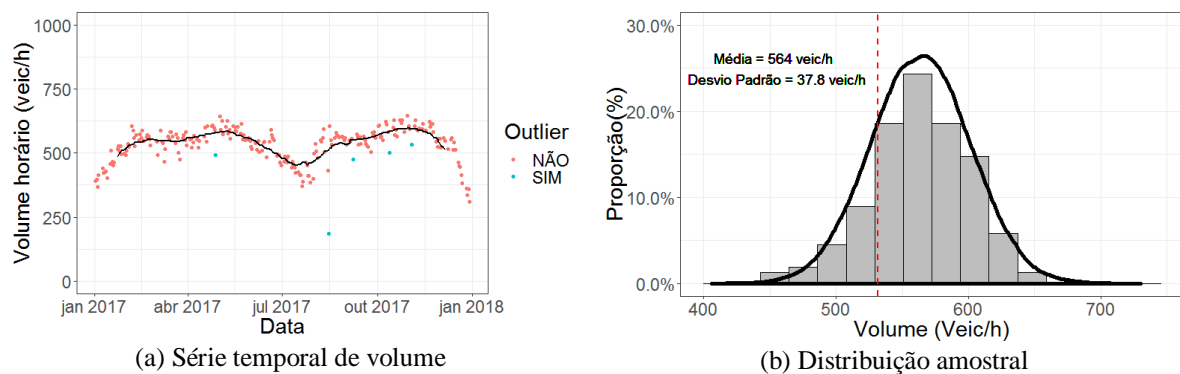 Volume horário (veic/h)
1000
750
500
250
0
jan 2017
abr 2017
jul 2017
out 2017
jan 2018
Data
Outlier
NÃO
SIM
(a) Série temporal de volume
Proporção(%)
30.0%
20.0%
10.0%
0.0%
Média = 564 veic/h
Desvio Padrão = 37.8 veic/h
400
500
600
700
Volume (Veic/h)
(b) Distribuição amostral